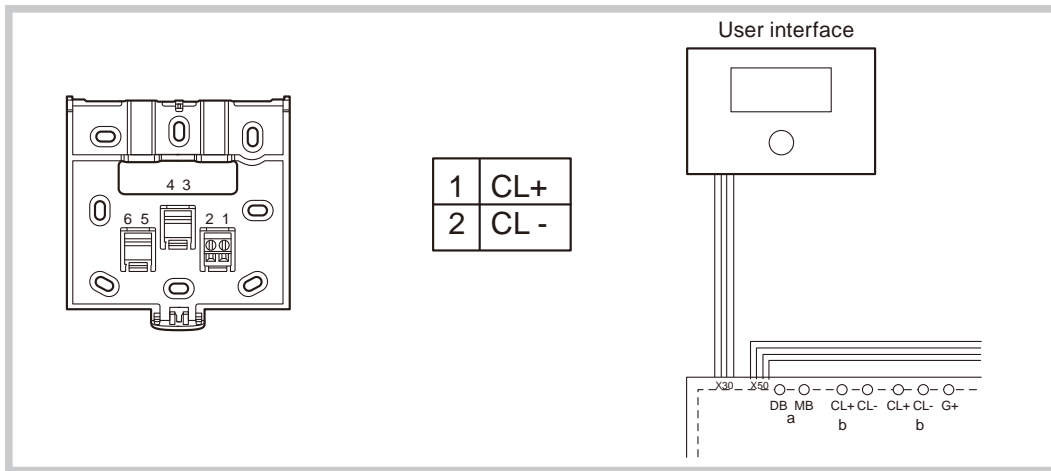 User interface
4 3
6 5
2 1
1 CL+
2 CL -
X30 X50
DB MB CL+ CL- CL+ CL- G+
a b b